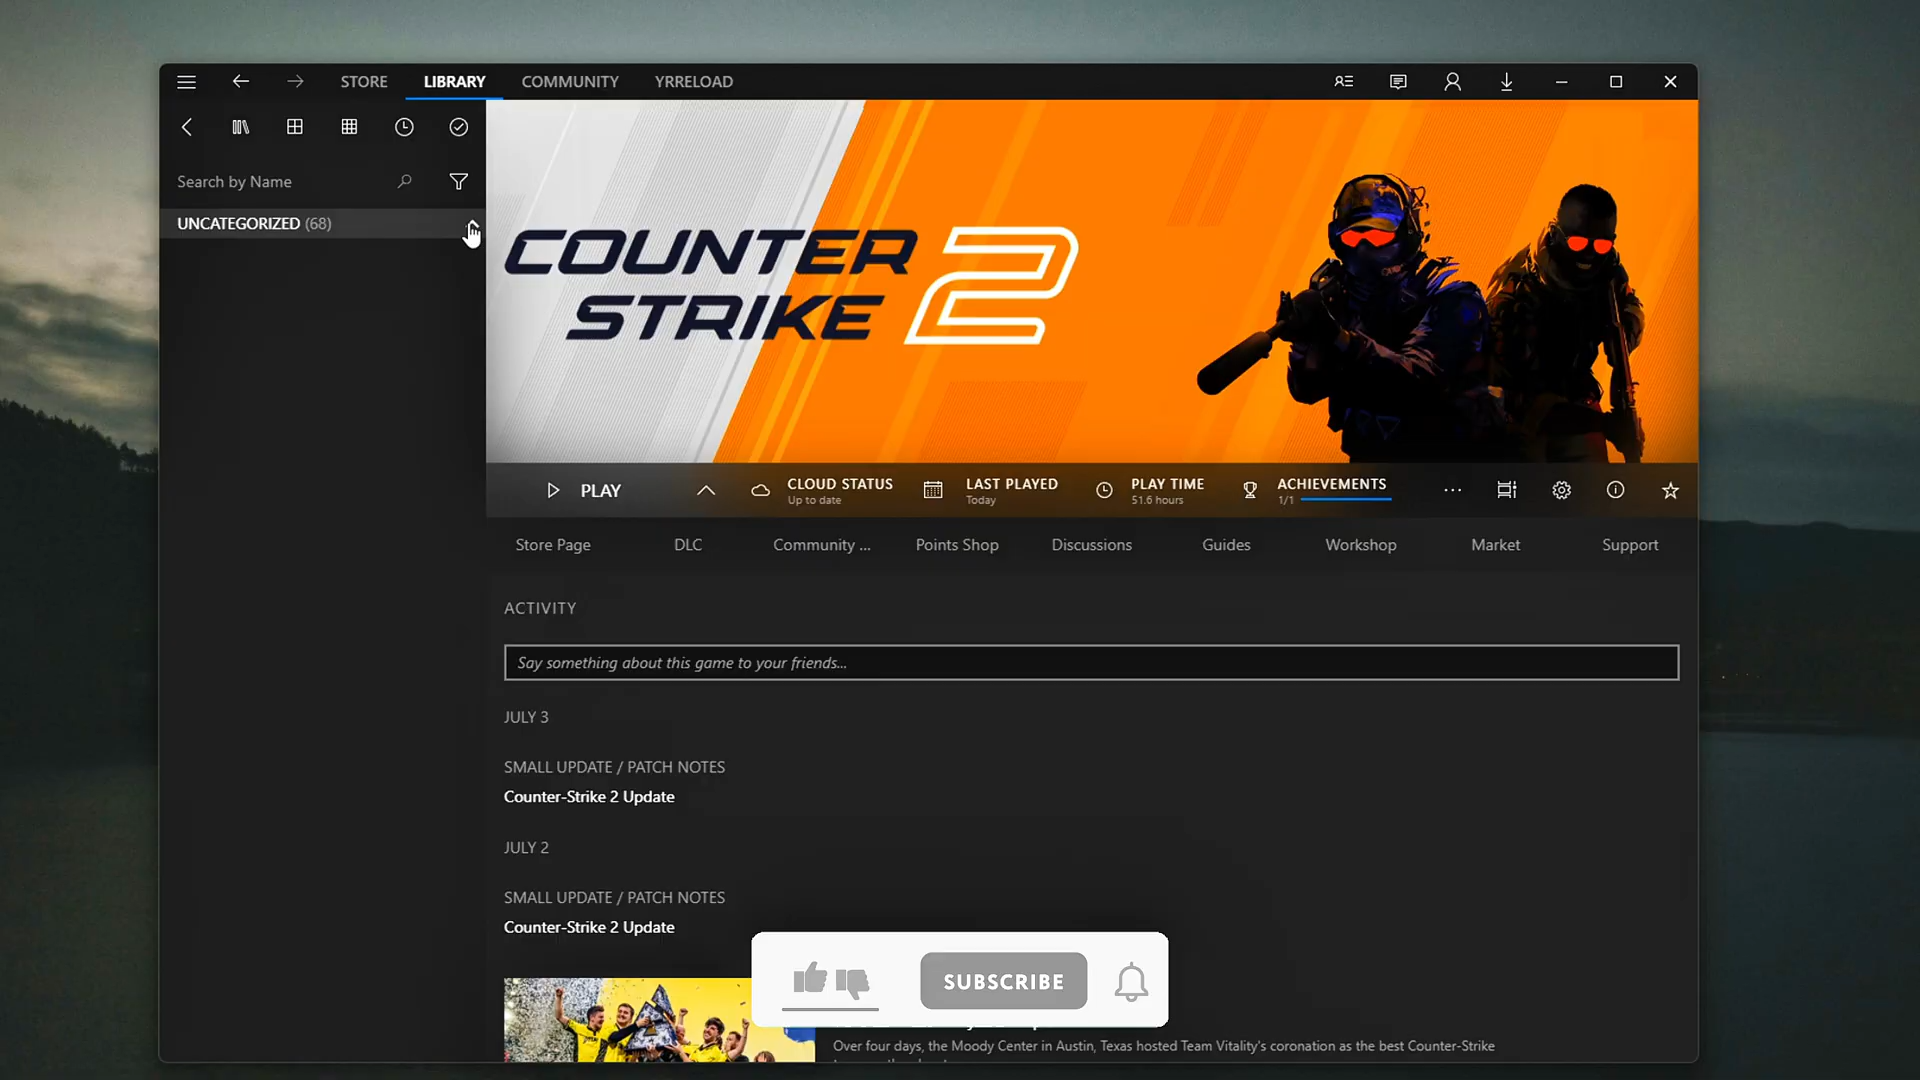 STORE LIBRARY COMMUNITY YRRELOAD
Search by Name
UNCATEGORIZED (68)
COUNTER
STRIKE 2
PLAY
CLOUD STATUS
Up to date
LAST PLAYED
Today
PLAY TIME
51.6 hours
ACHIEVEMENTS
1/1
Store Page DLC Community ... Points Shop Discussions Guides Workshop Market Support
ACTIVITY
Say something about this game to your friends...
JULY 3
SMALL UPDATE / PATCH NOTES
Counter-Strike 2 Update
JULY 2
SMALL UPDATE / PATCH NOTES
Counter-Strike 2 Update
SUBSCRIBE
Over four days, the Moody Center in Austin, Texas hosted Team Vitality's coronation as the best Counter-Strike